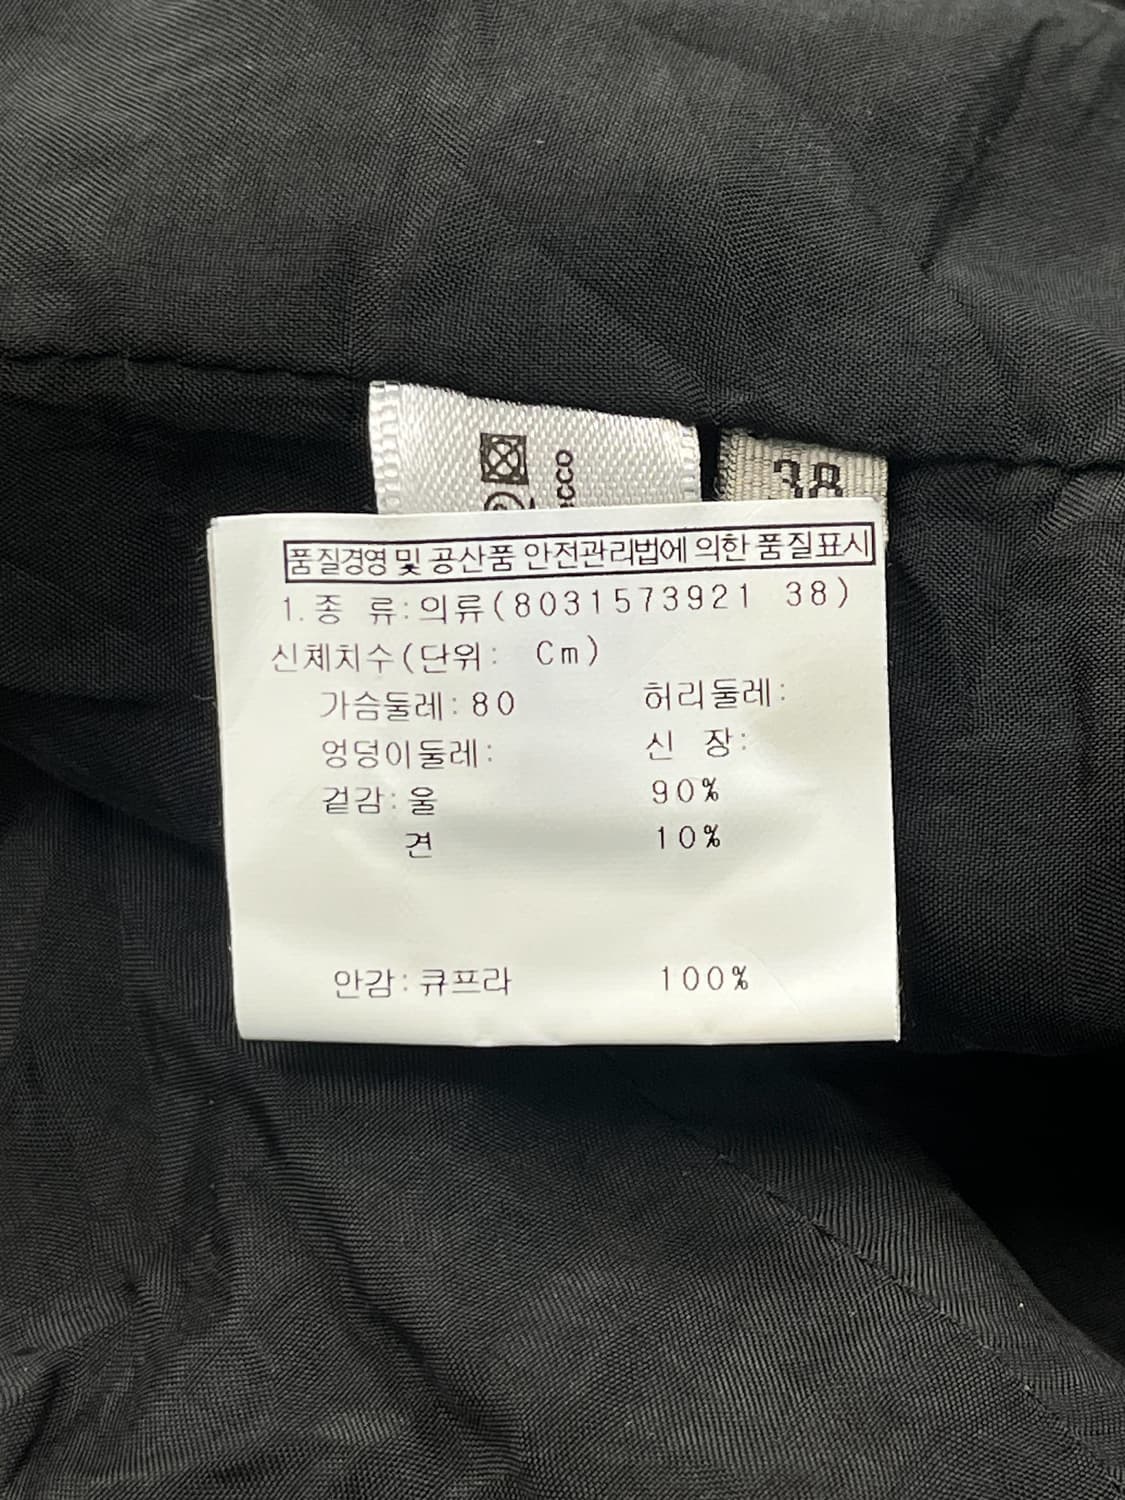 38
품질경영 및 공산품 안전관리법에 의한 품질표시
1. 종 류: 의류(8031573921 38)
신체치수(단위: Cm)
가슴둘레: 80 허리둘레:
엉덩이둘레: 신 장:
겉감: 울 90%
견 10%
안감: 큐프라 100%